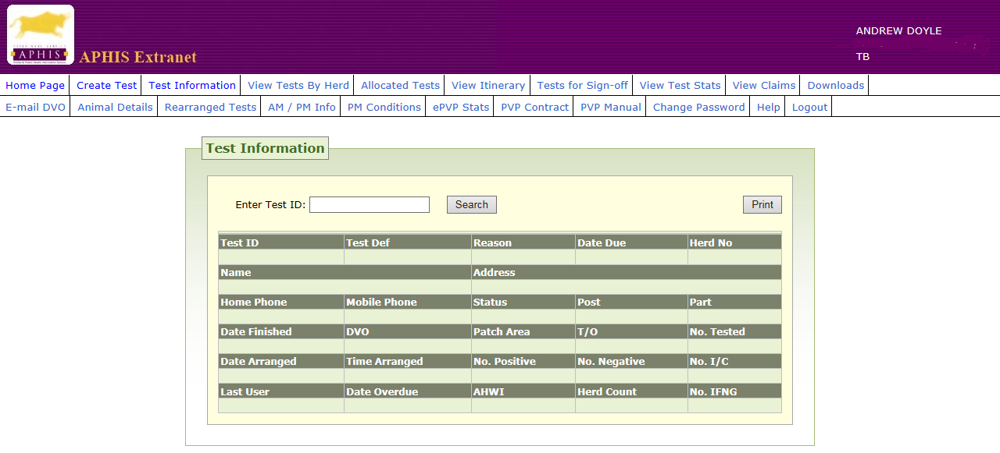 VETERINARY SERVICE
APHIS
APHIS Extranet
ANDREW DOYLE
TB
Home Page Create Test Test Information View Tests By Herd Allocated Tests View Itinerary Tests for Sign-off View Test Stats View Claims Downloads
E-mail DVO Animal Details Rearranged Tests AM / PM Info PM Conditions ePVP Stats PVP Contract PVP Manual Change Password Help Logout
Test Information
Enter Test ID: Search Print
Test ID Test Def Reason Date Due Herd No
Name Address
Home Phone Mobile Phone Status Post Part
Date Finished DVO Patch Area T/O No. Tested
Date Arranged Time Arranged No. Positive No. Negative No. I/C
Last User Date Overdue AHWI Herd Count No. IFNG